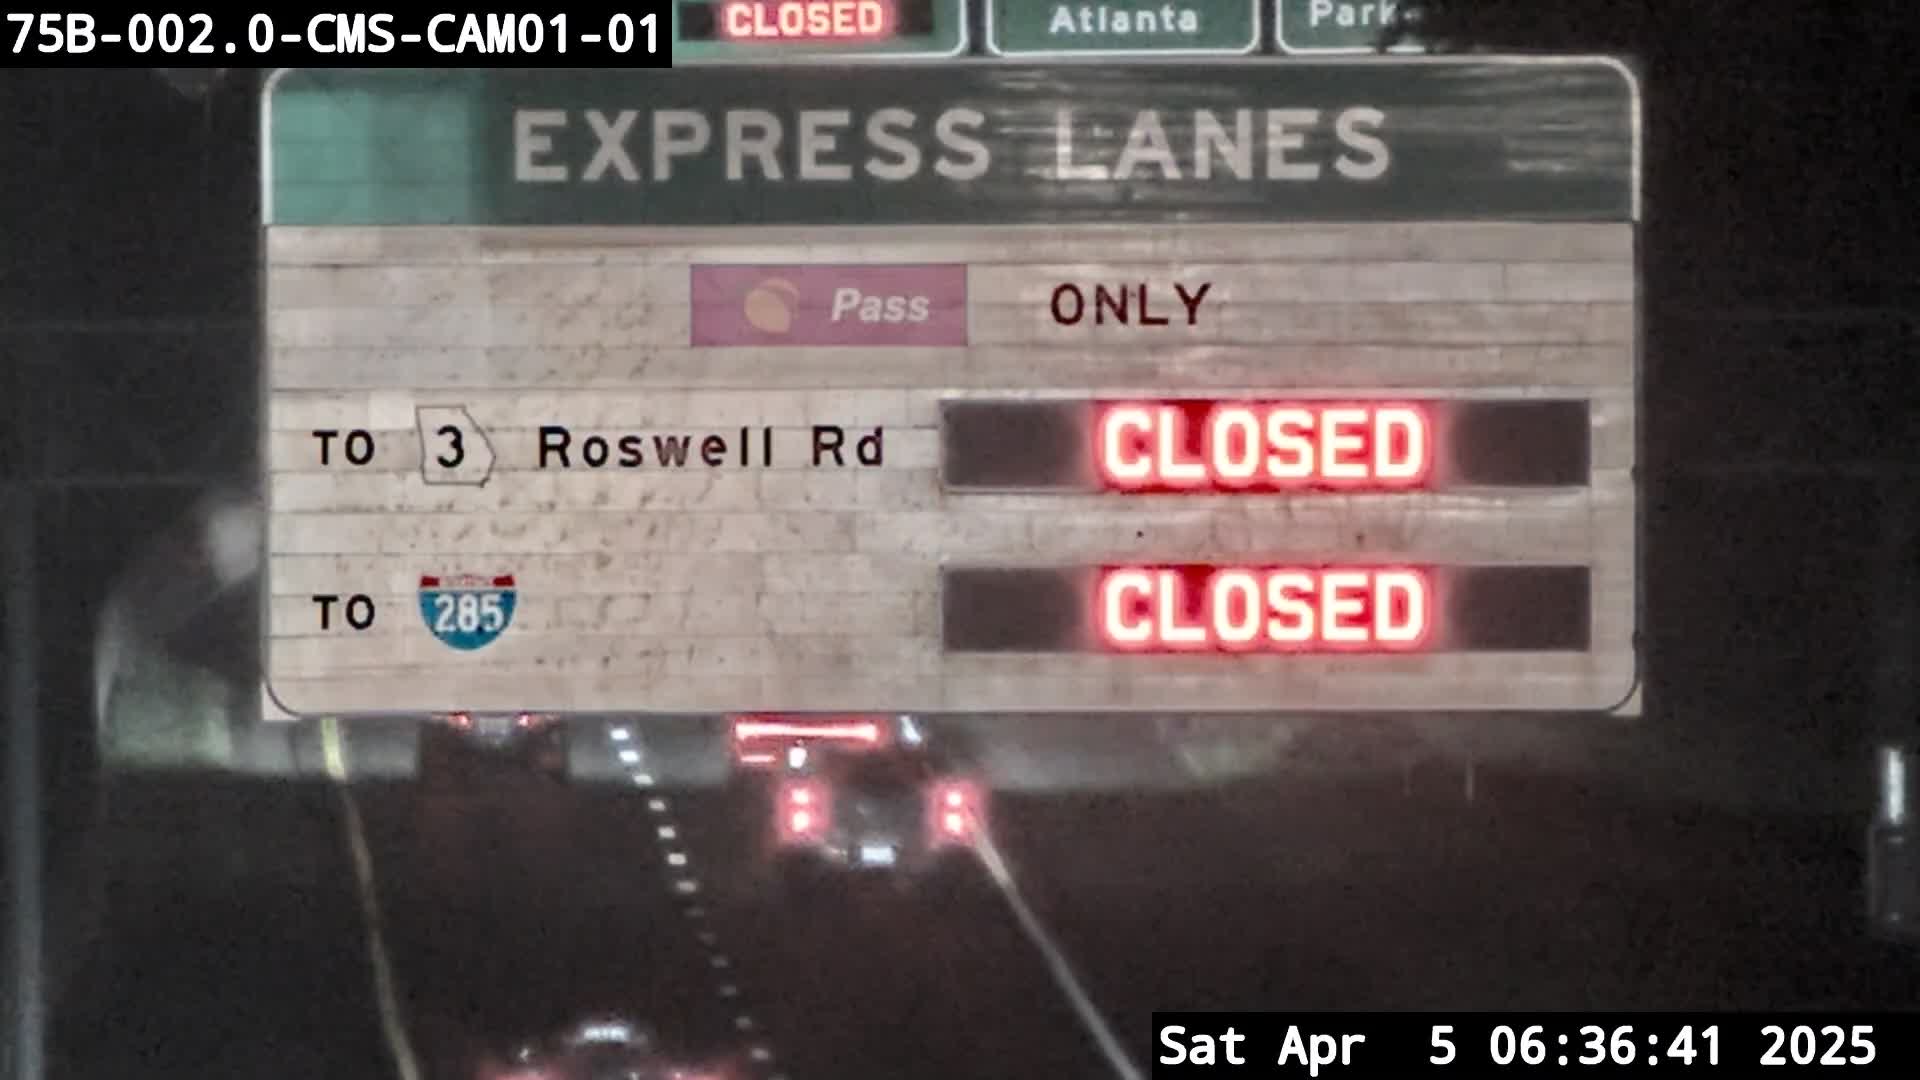 75B-002.0-CMS-CAM01-01
CLOSED
Atlanta
Park
EXPRESS LANES
Pass ONLY
TO 3 Roswell Rd CLOSED
TO 285 CLOSED
Sat Apr 5 06:36:41 2025